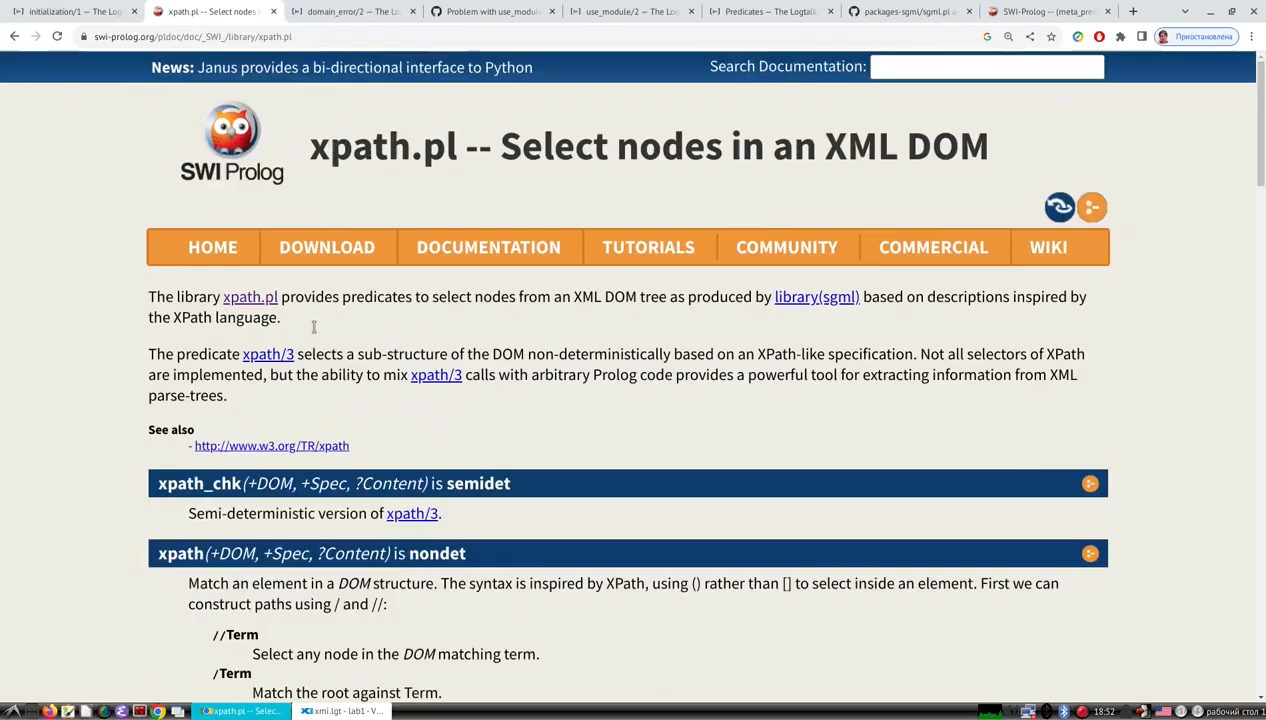 initialization/1 — The Log
xpath.pl – Select nodes i
domain_error/2 — The Lo
Problem with use_modul
use_module/2 — The Log
Predicates — The Logtalk
packages-sgml/sgml.pl a
SWI-Prolog -- (meta_pre
swi-prolog.org/pldoc/doc/_SWI_/library/xpath.pl
Приостановлена
News: Janus provides a bi-directional interface to Python
Search Documentation:
SWI Prolog
xpath.pl -- Select nodes in an XML DOM
HOME
DOWNLOAD
DOCUMENTATION
TUTORIALS
COMMUNITY
COMMERCIAL
WIKI
The library xpath.pl provides predicates to select nodes from an XML DOM tree as produced by library(sgml) based on descriptions inspired by
the XPath language.
The predicate xpath/3 selects a sub-structure of the DOM non-deterministically based on an XPath-like specification. Not all selectors of XPath
are implemented, but the ability to mix xpath/3 calls with arbitrary Prolog code provides a powerful tool for extracting information from XML
parse-trees.
See also
- http://www.w3.org/TR/xpath
xpath_chk(+DOM, +Spec, ?Content) is semidet
Semi-deterministic version of xpath/3.
xpath(+DOM, +Spec, ?Content) is nondet
Match an element in a DOM structure. The syntax is inspired by XPath, using () rather than [] to select inside an element. First we can
construct paths using / and //:
//Term
Select any node in the DOM matching term.
/Term
Match the root against Term.
xpath.pl – Selec...
xmi.lgt - lab1 - V...
18:52
рабочий стол 1